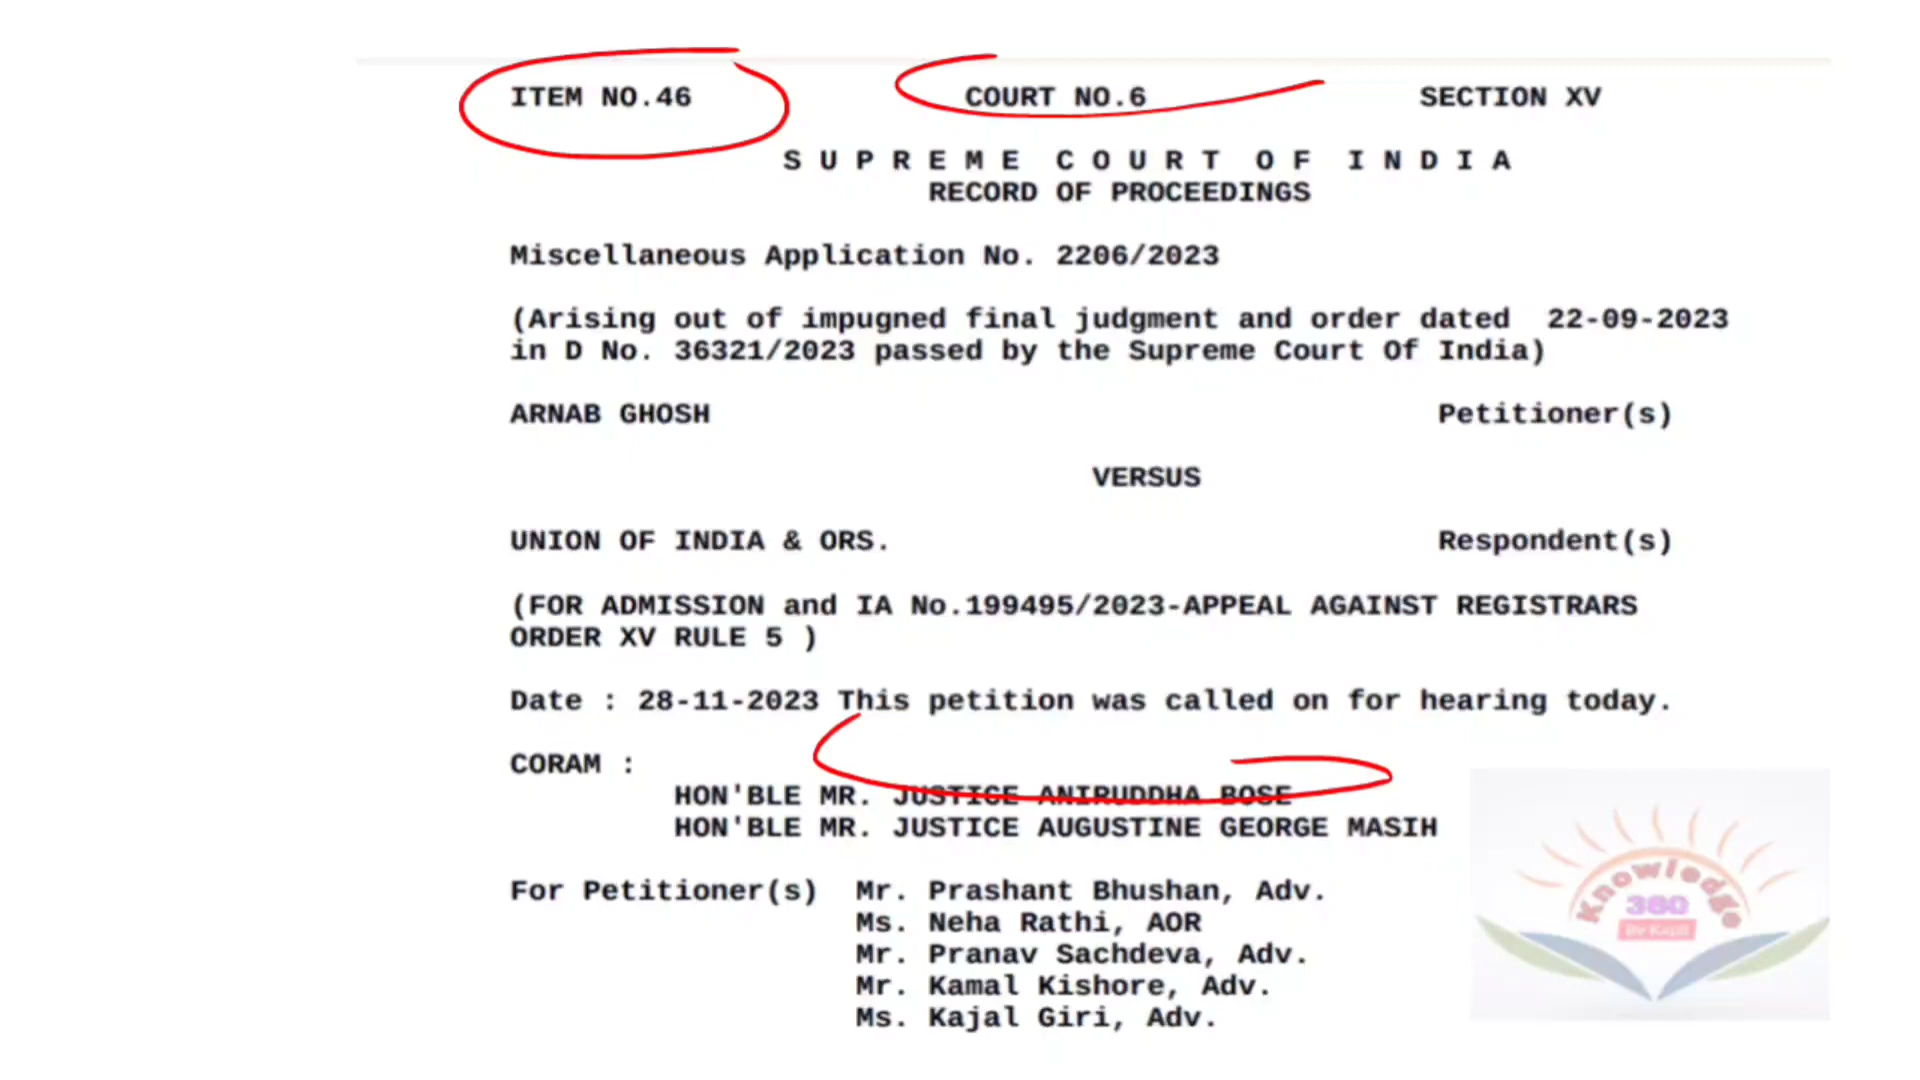 ITEM NO.46 COURT NO.6 SECTION XV
S U P R E M E C O U R T O F I N D I A
RECORD OF PROCEEDINGS
Miscellaneous Application No. 2206/2023
(Arising out of impugned final judgment and order dated 22-09-2023
in D No. 36321/2023 passed by the Supreme Court Of India)
ARNAB GHOSH Petitioner(s)
VERSUS
UNION OF INDIA & ORS. Respondent(s)
(FOR ADMISSION and IA No.199495/2023-APPEAL AGAINST REGISTRARS
ORDER XV RULE 5 )
Date : 28-11-2023 This petition was called on for hearing today.
CORAM :
HON'BLE MR. JUSTICE ANIRUDDHA BOSE
HON'BLE MR. JUSTICE AUGUSTINE GEORGE MASIH
For Petitioner(s) Mr. Prashant Bhushan, Adv.
Ms. Neha Rathi, AOR
Mr. Pranav Sachdeva, Adv.
Mr. Kamal Kishore, Adv.
Ms. Kajal Giri, Adv.
Knowledge
360
By Kapil